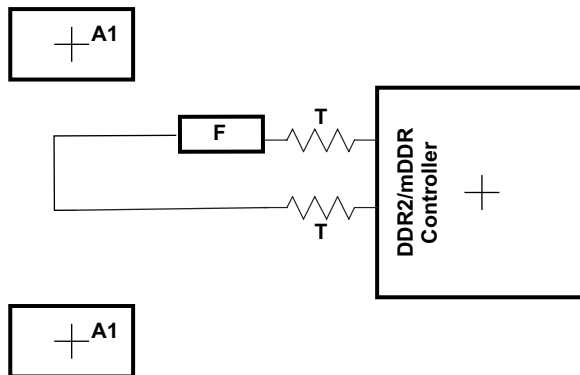 A1
F
T
T
DDR2/mDDR
Controller
A1